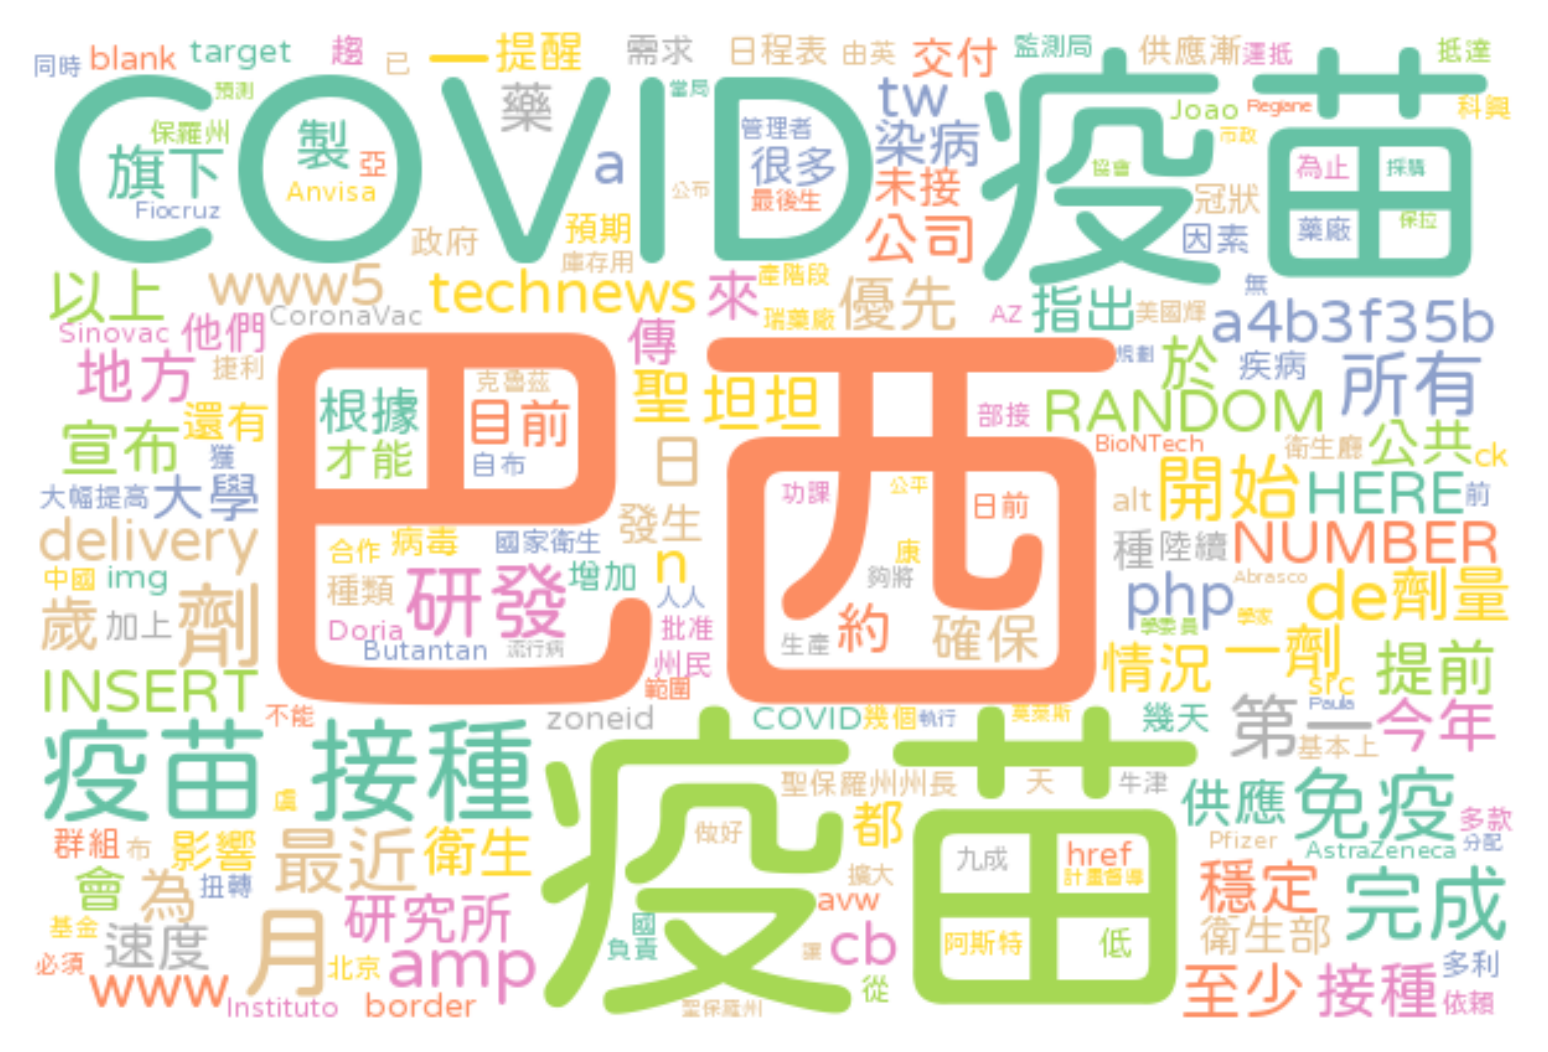 同時 blank target 趨 已 一 提醒 需求 日程表 由英 交付 監測局 供應漸 運抵 抵達
COVID 疫苗
預測 當局 藥 tw Joao Regiane 科興
保羅州 製 亞 管理者 染病 市政
旗下 Anvisa a 很多 未接 協會 為止 採購
Fiocruz 公布 最後生 冠狀 藥廠 保拉
政府 預期 公司 因素
庫存用
以上 www5 technews 來 產階段 優先 無
CoronaVac 瑞藥廠 AZ 指出 美國輝 a4b3f35b
Sinovac 他們 傳 規劃
巴西
地方 捷利 克魯茲 聖 坦坦 於 疾病 所有
根據 目前 部接 RANDOM
宣布 還有 才能 自布 日 BioNTech 衛生廳 公共 ck
獲 功課 公平 日前
大幅提高 大學 alt 開始 HERE 前
delivery 合作 病毒 國家衛生 發生 康 種 陸續 NUMBER
中國 img 種類 研發 增加 n 夠將 php Abrasco de 劑量
人人 學家
歲 加上 劑 Doria 批准 生產 約 確保 學委員 一劑
Butantan 流行病 州民 情況 提前
INSERT 範圍 src
不能 zoneid COVID 幾個 執行 莫萊斯 幾天 第一 Paula 今年
疫苗 接種 疫苗 基本上
聖保羅州州長 天 牛津
虞 供應 免疫
群組 布 影響 最近 衛生 做好 都 九成 href Pfizer 多款
AstraZeneca 分配
會 為 扭轉 擴大 計畫督導 穩定 完成
基金 研究所 國 avw
速度 月 負責 讓 cb 阿斯特 低 衛生部
必須 北京 amp 從 多利
www Instituto border 聖保羅州 至少 接種 依賴